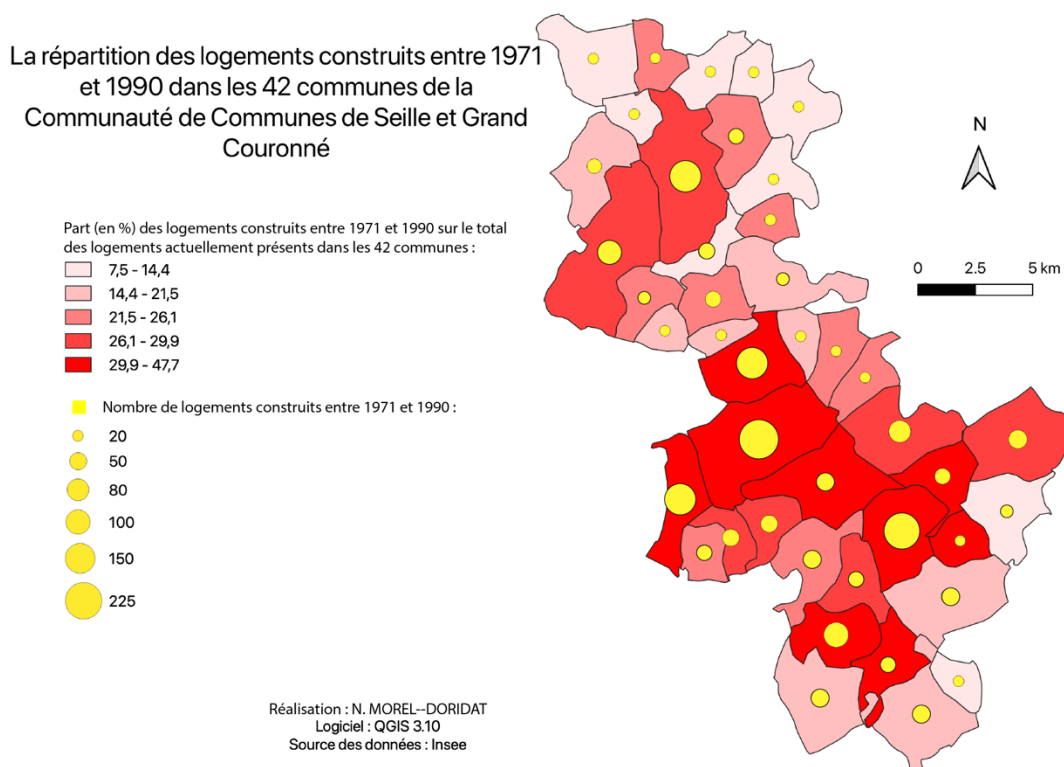 La répartition des logements construits entre 1971
et 1990 dans les 42 communes de la
Communauté de Communes de Seille et Grand
Couronné
Part (en %) des logements construits entre 1971 et 1990 sur le total
des logements actuellement présents dans les 42 communes :
7,5 - 14,4
14,4 - 21,5
21,5 - 26,1
26,1 - 29,9
29,9 - 47,7
Nombre de logements construits entre 1971 et 1990 :
20
50
80
100
150
225
N
0 2.5 5 km
Réalisation : N. MOREL--DORIDAT
Logiciel : QGIS 3.10
Source des données : Insee